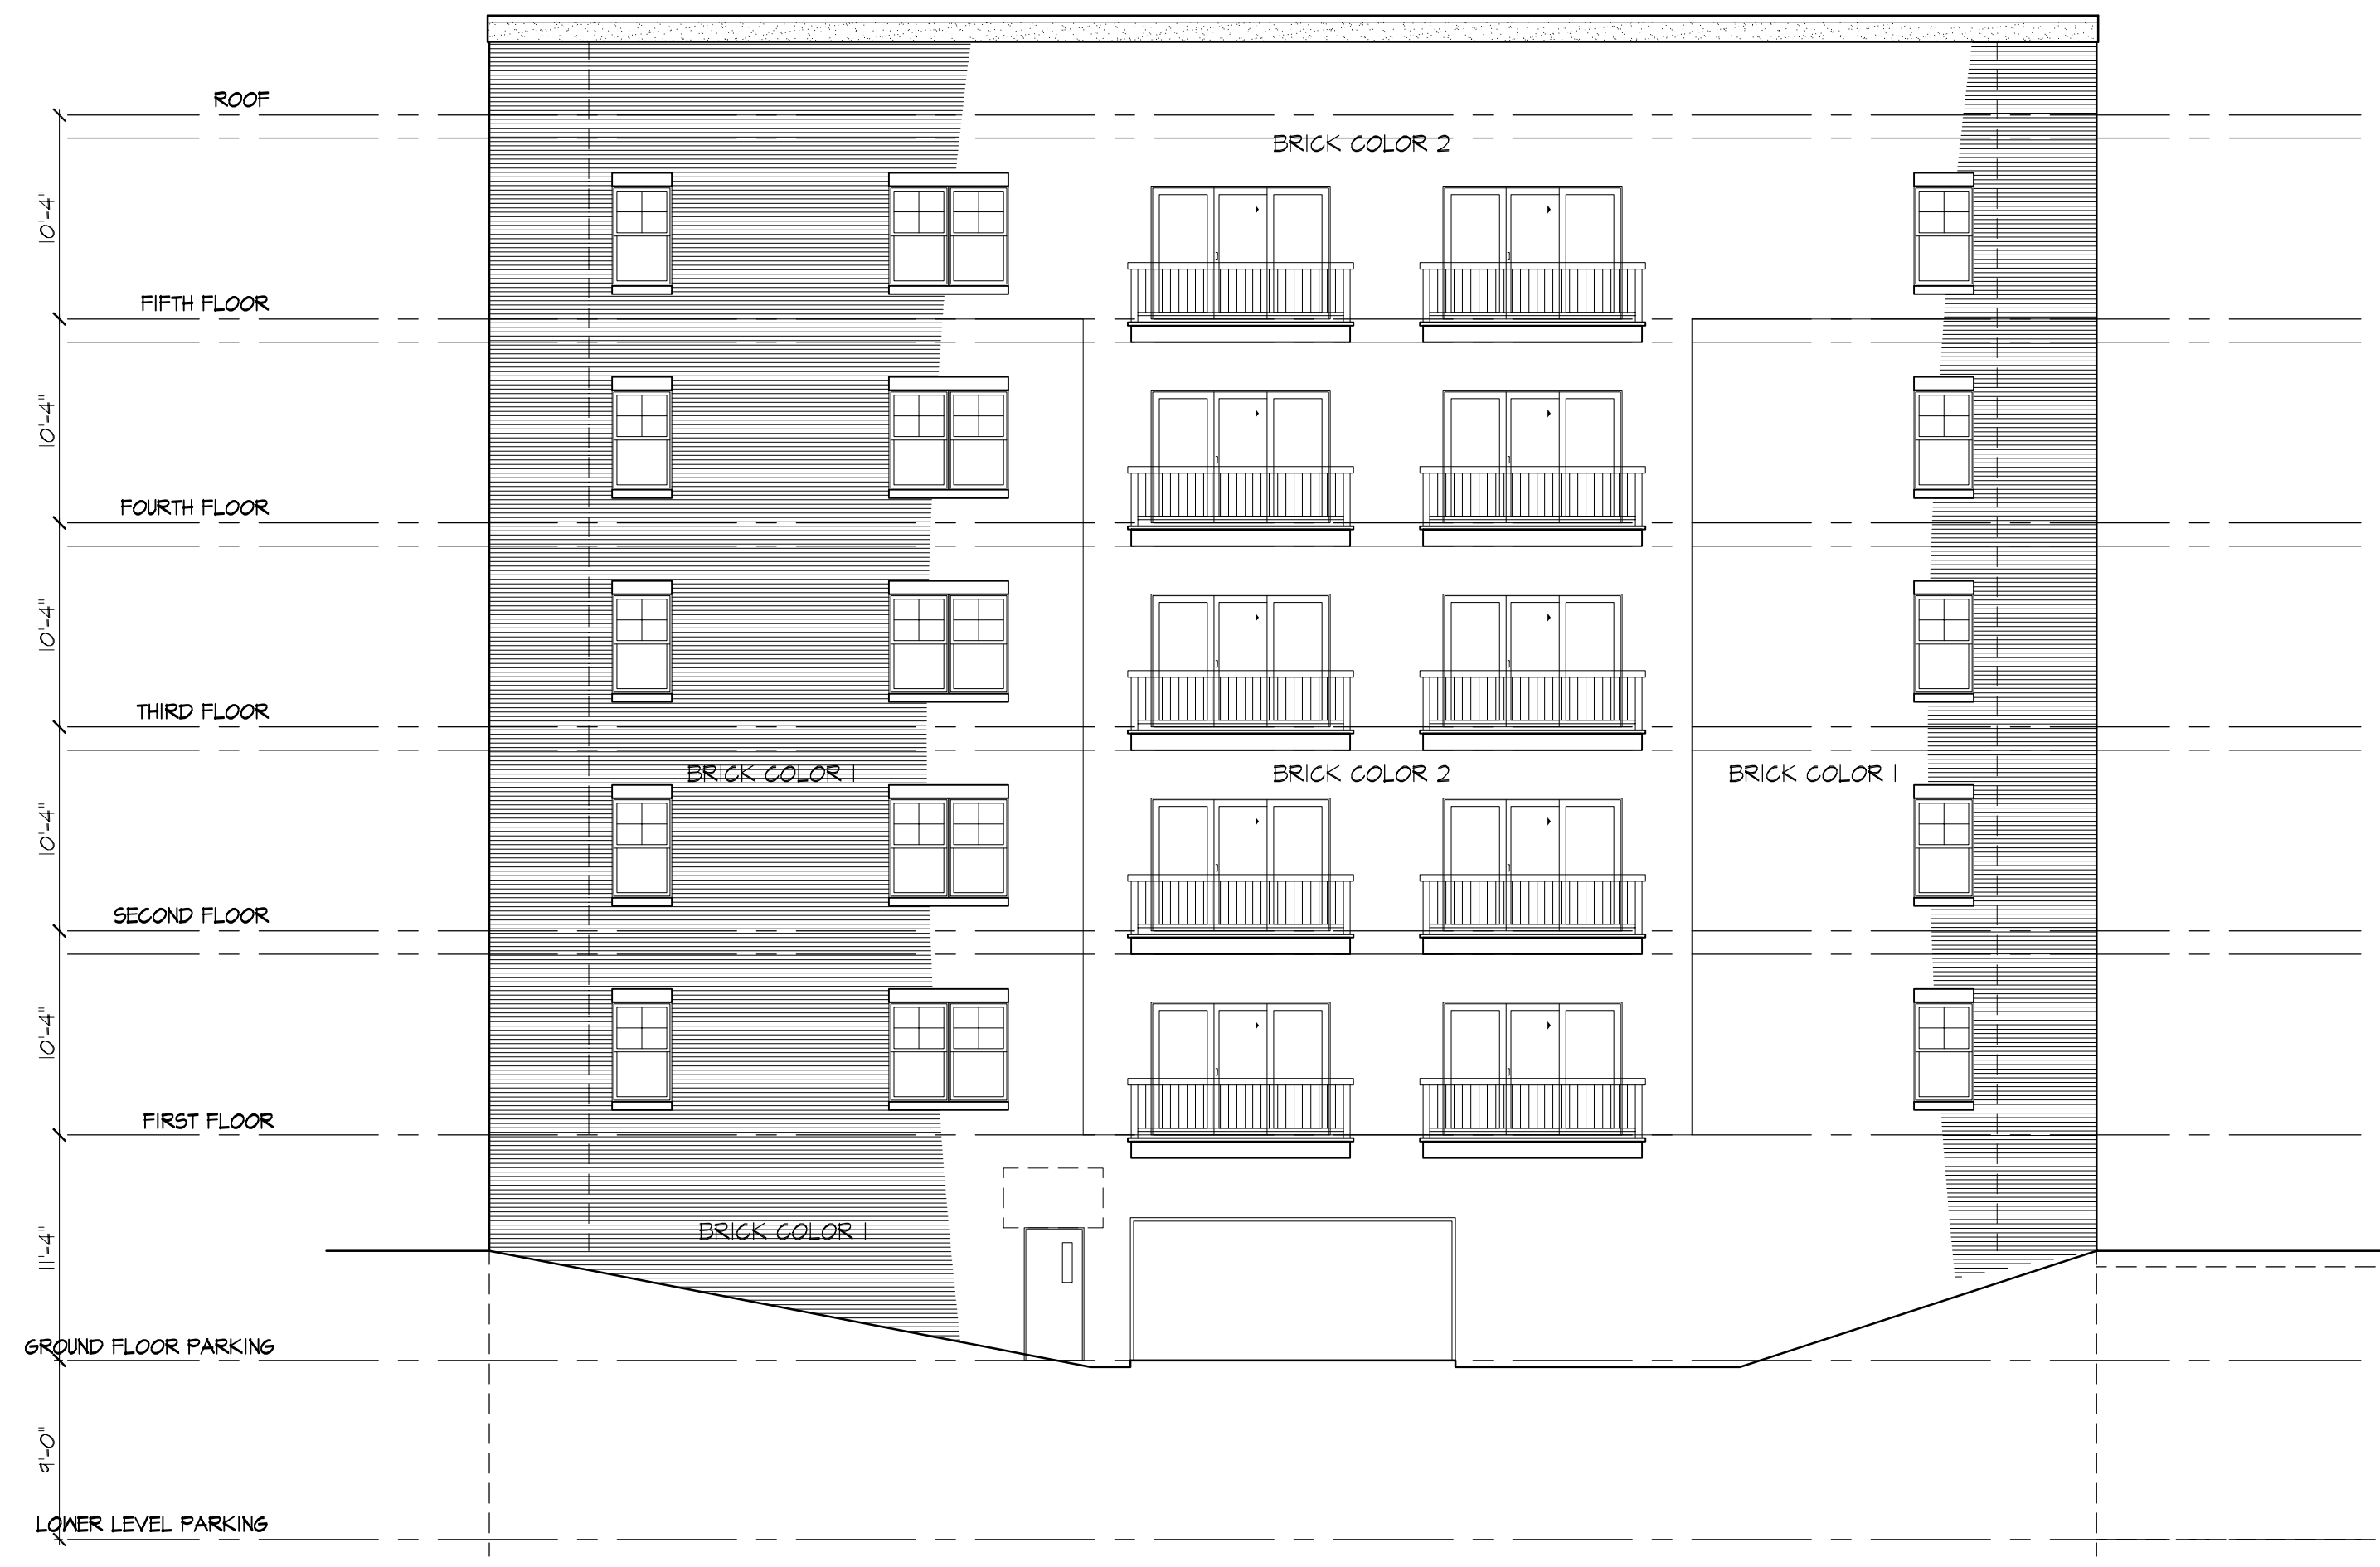 ROOF
BRICK COLOR 2
10'-4"
FIFTH FLOOR
10'-4"
FOURTH FLOOR
10'-4"
THIRD FLOOR
BRICK COLOR 1
BRICK COLOR 2
BRICK COLOR 1
10'-4"
SECOND FLOOR
10'-4"
FIRST FLOOR
BRICK COLOR 1
11'-4"
GROUND FLOOR PARKING
9'-0"
LOWER LEVEL PARKING